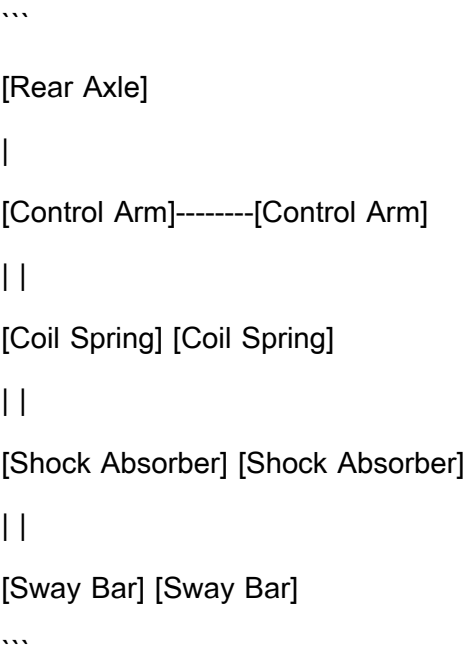 ```
[Rear Axle]
|
[Control Arm]--------[Control Arm]
| |
[Coil Spring] [Coil Spring]
| |
[Shock Absorber] [Shock Absorber]
| |
[Sway Bar] [Sway Bar]
```